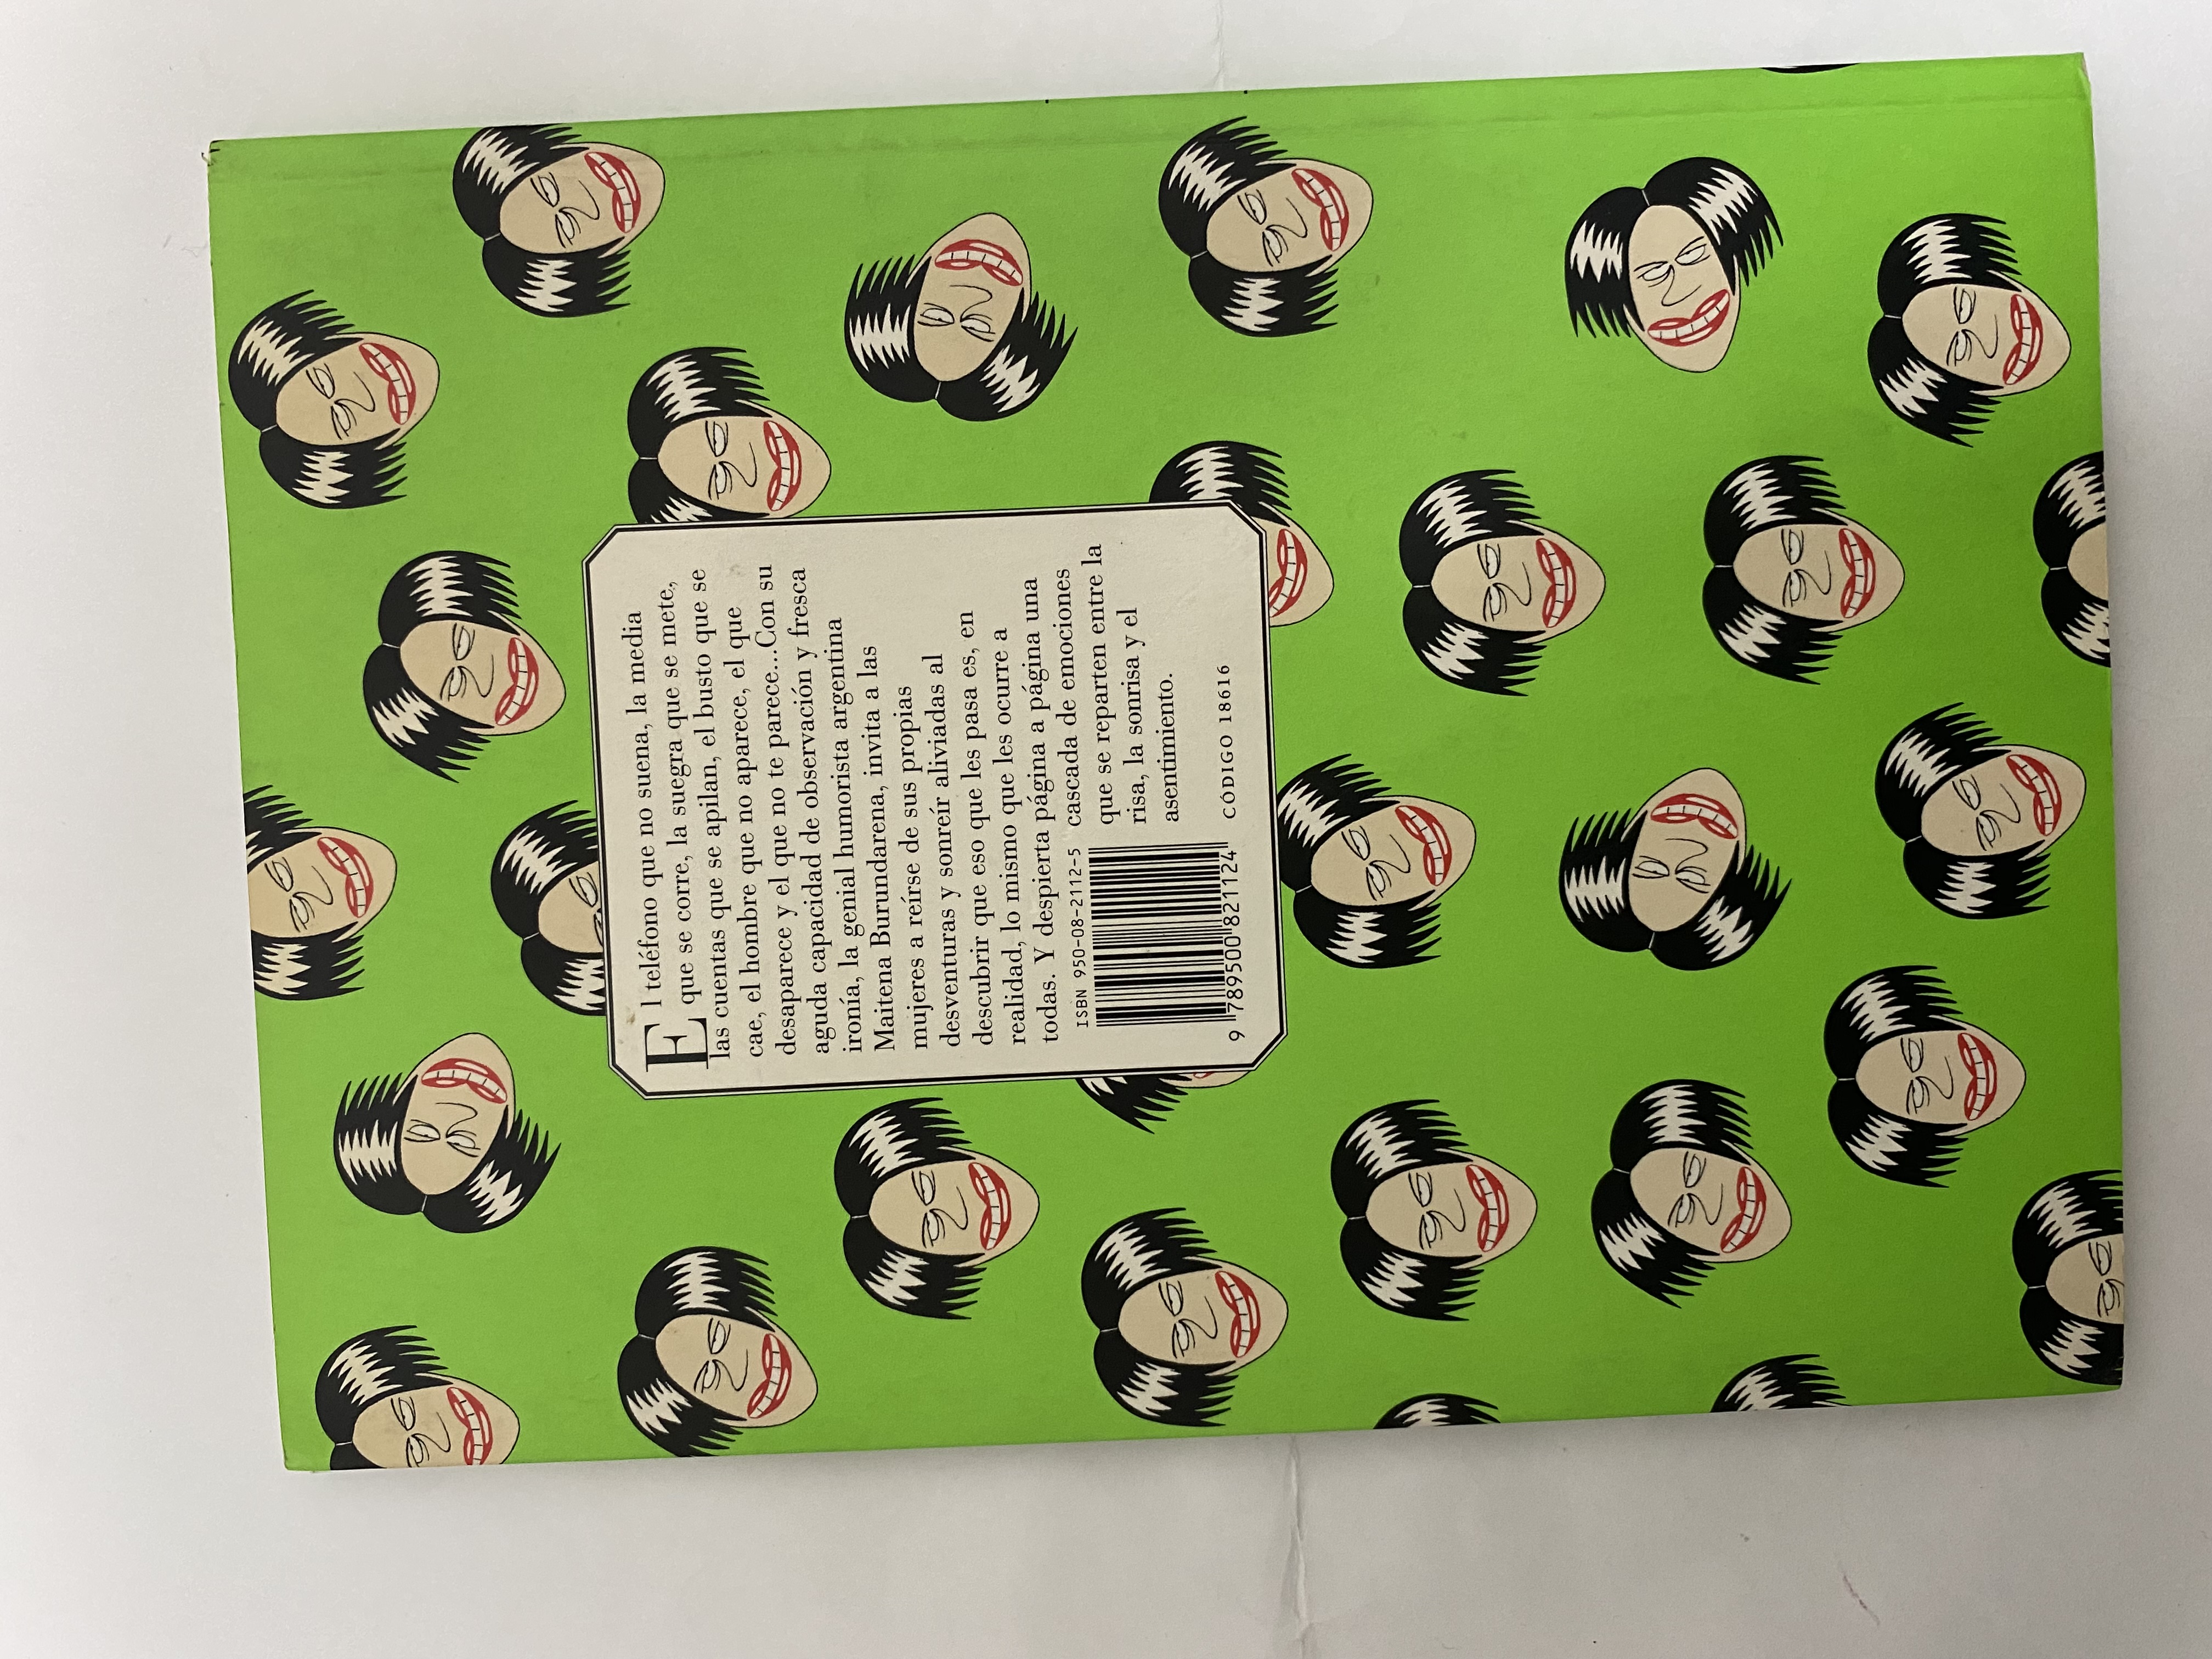 El teléfono que no suena, la media
que se corre, la suegra que se mete,
las cuentas que se apilan, el busto que se
cae, el hombre que no aparece, el que
desaparece y el que no te parece...Con su
aguda capacidad de observación y fresca
ironía, la genial humorista argentina
Maitena Burundarena, invita a las
mujeres a reírse de sus propias
desventuras y sonreír aliviadas al
descubrir que eso que les pasa es, en
realidad, lo mismo que les ocurre a
todas. Y despierta página a página una
cascada de emociones
que se reparten entre la
risa, la sonrisa y el
asentimiento.
ISBN 950-08-2112-5
9 789500 821124
CÓDIGO 18616